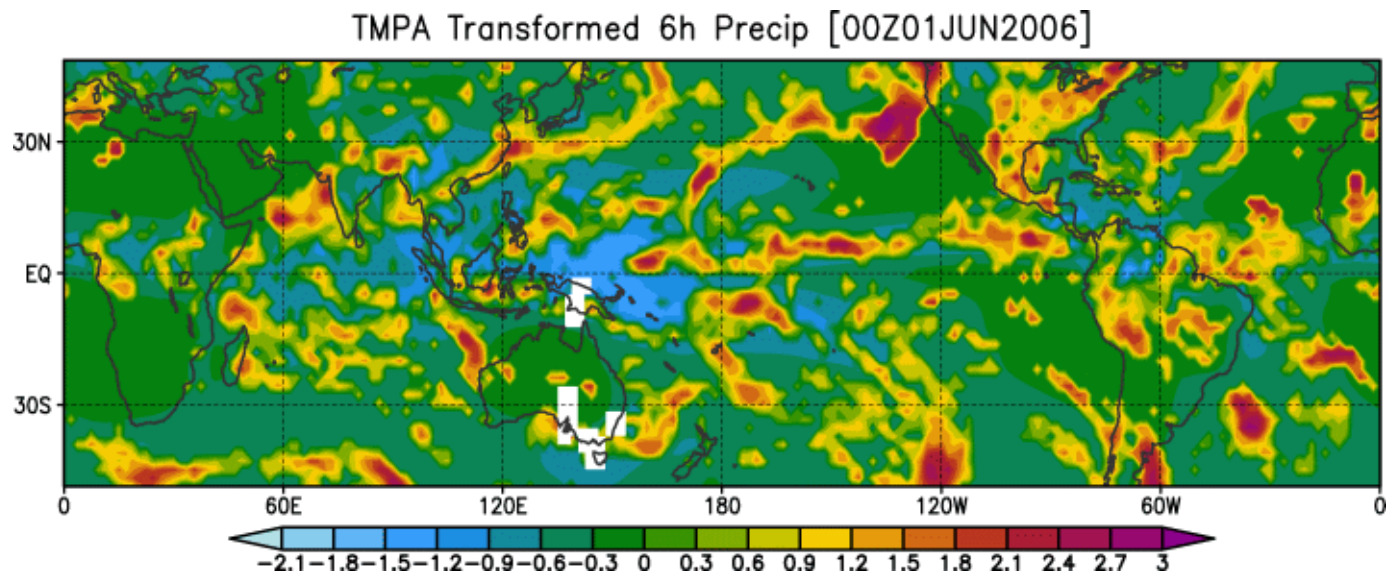 TMPA Transformed 6h Precip [00Z01JUN2006]
30N
EQ
30S
0 60E 120E 180 120W 60W 0
-2.1 -1.8 -1.5 -1.2 -0.9 -0.6 -0.3 0 0.3 0.6 0.9 1.2 1.5 1.8 2.1 2.4 2.7 3